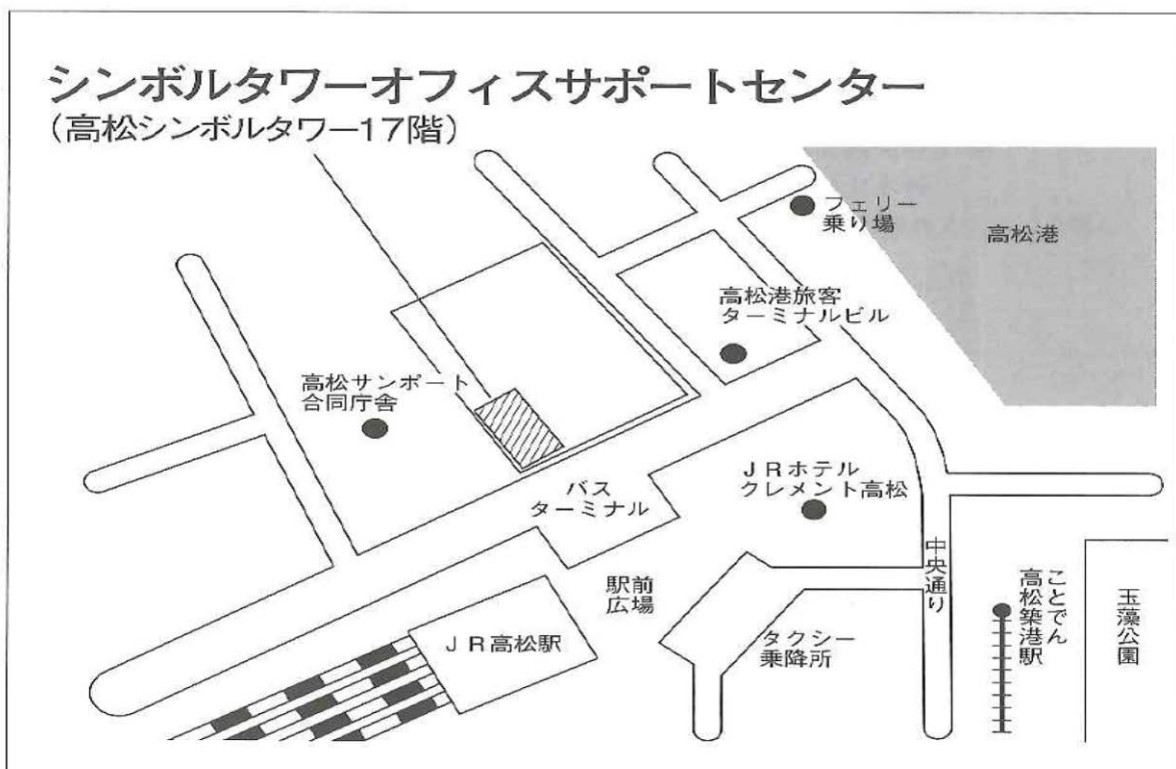 シンボルタワーオフィスサポートセンター
（高松シンボルタワー17階）
フェリー
乗り場
高松港
高松港旅客
ターミナルビル
高松サンポート
合同庁舎
JRホテル
クレメント高松
バス
ターミナル
中央通り
ことでん
高松築港駅
玉藻公園
駅前
広場
JR高松駅
タクシー
乗降所